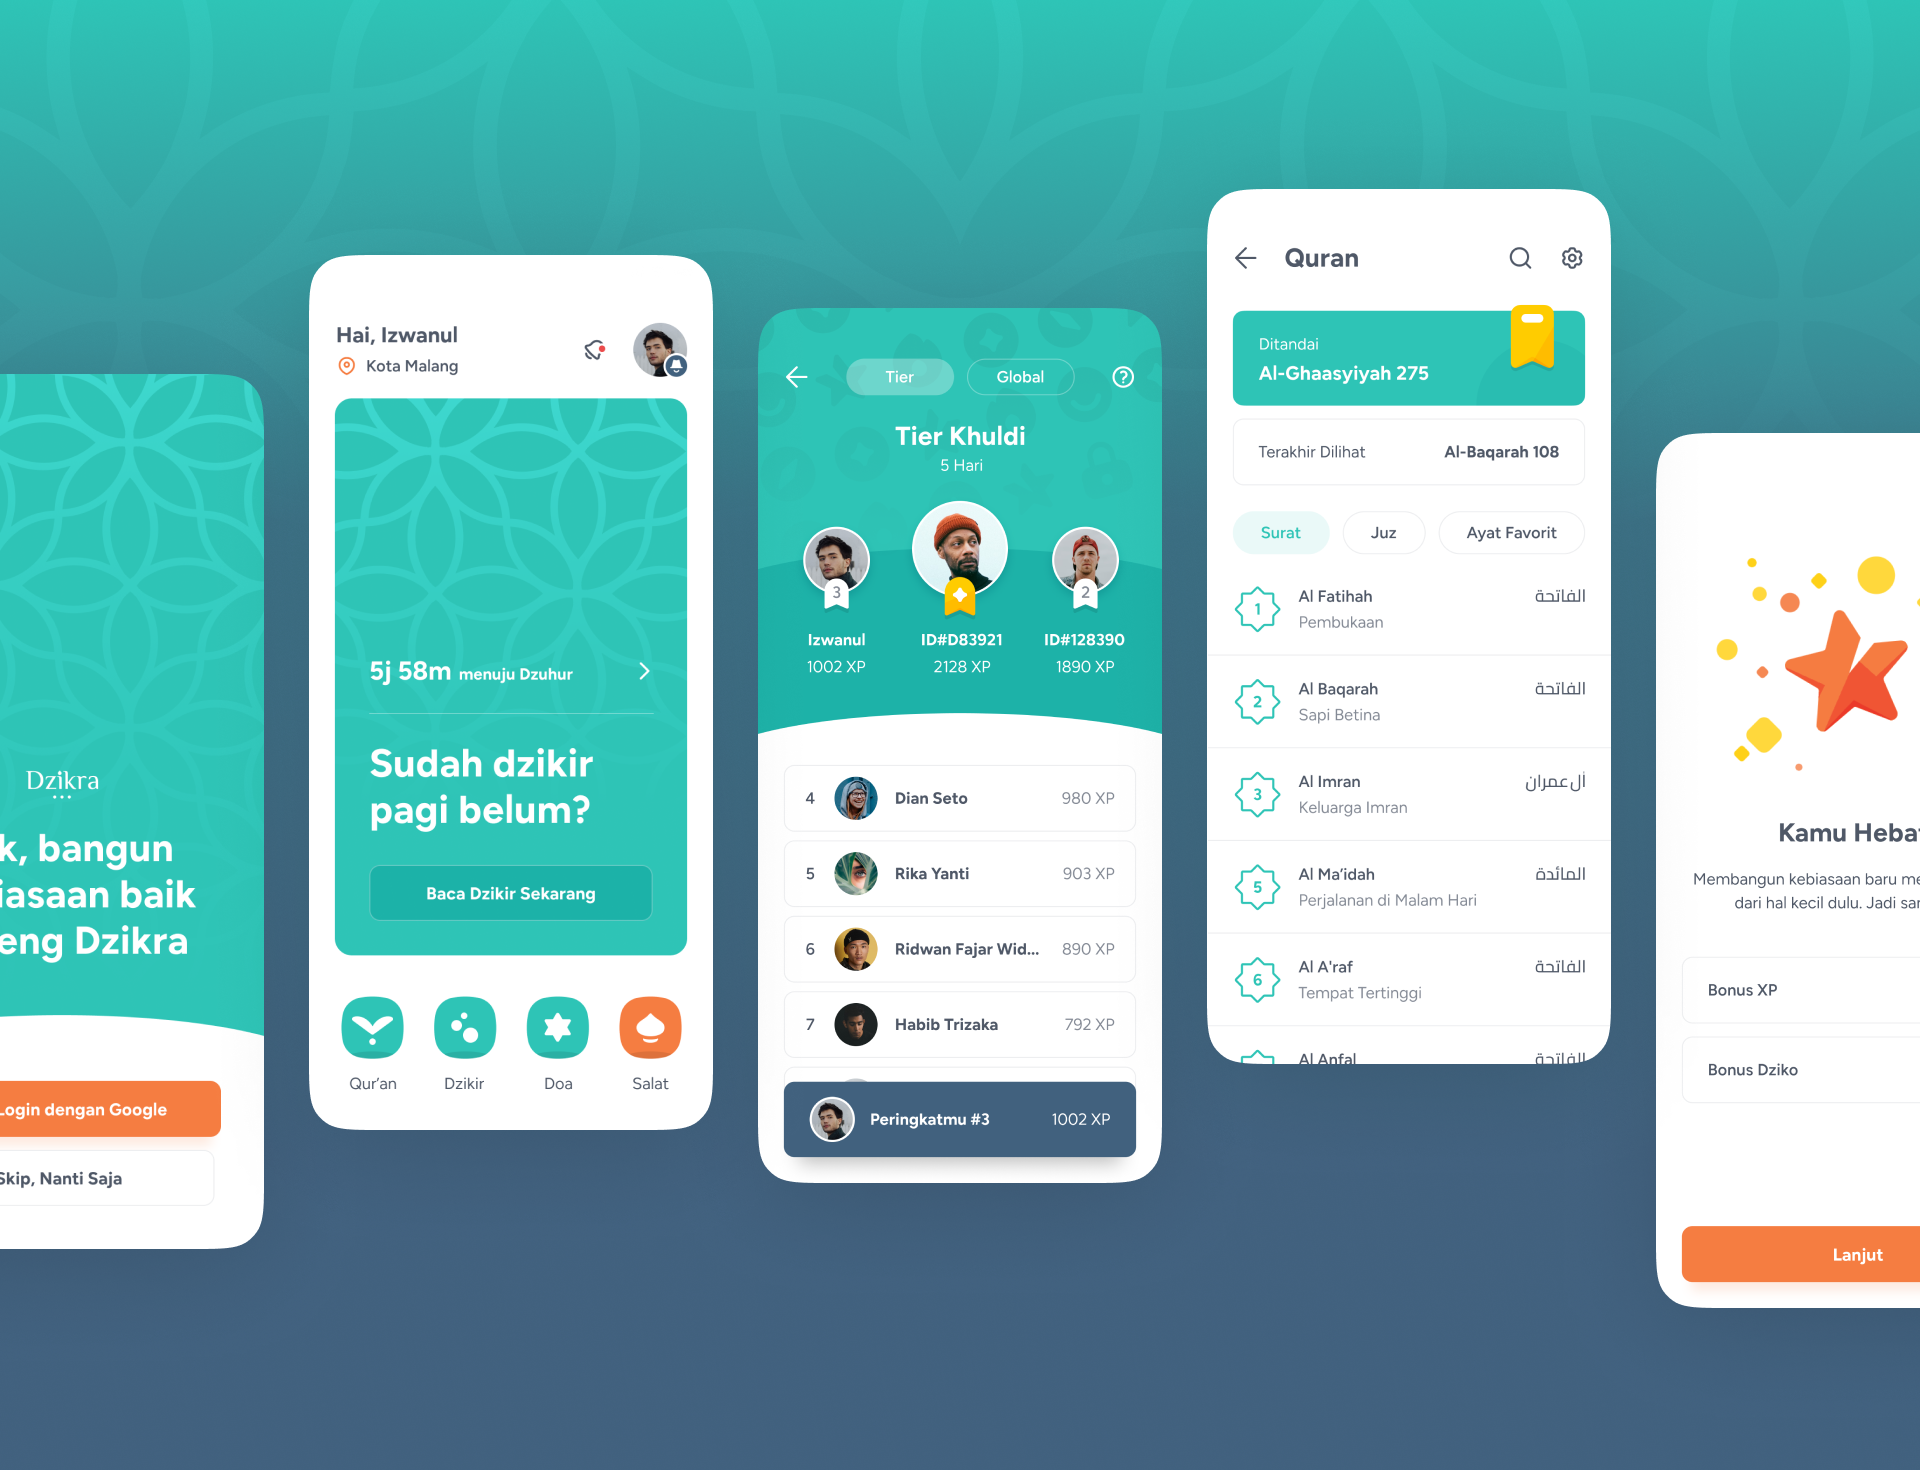 Dzikra
k, bangun
iasaan baik
eng Dzikra
Login dengan Google
Skip, Nanti Saja
Hai, Izwanul
Kota Malang
5j 58m menuju Dzuhur
Sudah dzikir
pagi belum?
Baca Dzikir Sekarang
Qur'an
Dzikir
Doa
Salat
Tier
Global
Tier Khuldi
5 Hari
3
2
Izwanul
ID#D83921
ID#128390
1002 XP
2128 XP
1890 XP
4 Dian Seto 980 XP
5 Rika Yanti 903 XP
6 Ridwan Fajar Wid... 890 XP
7 Habib Trizaka 792 XP
Peringkatmu #3 1002 XP
Quran
Ditandai
Al-Ghaasyiyah 275
Terakhir Dilihat Al-Baqarah 108
Surat
Juz
Ayat Favorit
1 Al Fatihah الفاتحة
Pembukaan
2 Al Baqarah الفاتحة
Sapi Betina
3 Al Imran آل عمران
Keluarga Imran
5 Al Ma'idah المائدة
Perjalanan di Malam Hari
6 Al A'raf الفاتحة
Tempat Tertinggi
Al Anfal الفاتحة
Kamu Hebat
Membangun kebiasaan baru me
dari hal kecil dulu. Jadi sa
Bonus XP
Bonus Dziko
Lanjut